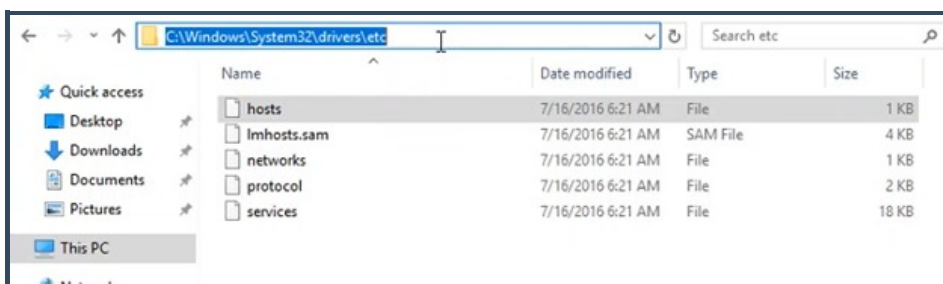 C:\Windows\System32\drivers\etc
Search etc
Name Date modified Type Size
Quick access
Desktop
Downloads
Documents
Pictures
This PC
hosts 7/16/2016 6:21 AM File 1 KB
lmhosts.sam 7/16/2016 6:21 AM SAM File 4 KB
networks 7/16/2016 6:21 AM File 1 KB
protocol 7/16/2016 6:21 AM File 2 KB
services 7/16/2016 6:21 AM File 18 KB